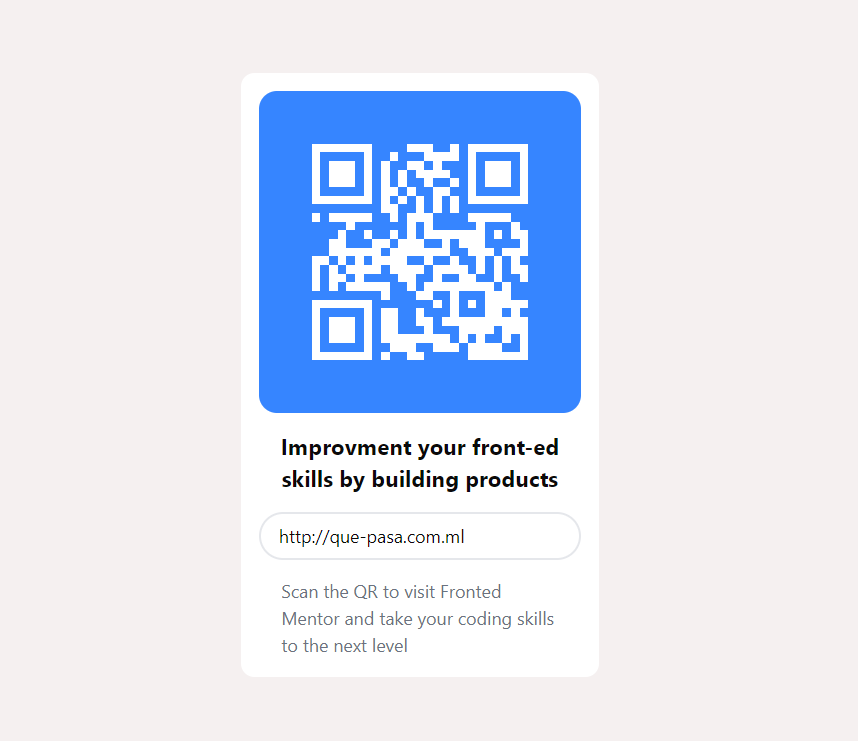 Improvment your front-ed
skills by building products
http://que-pasa.com.ml
Scan the QR to visit Fronted
Mentor and take your coding skills
to the next level